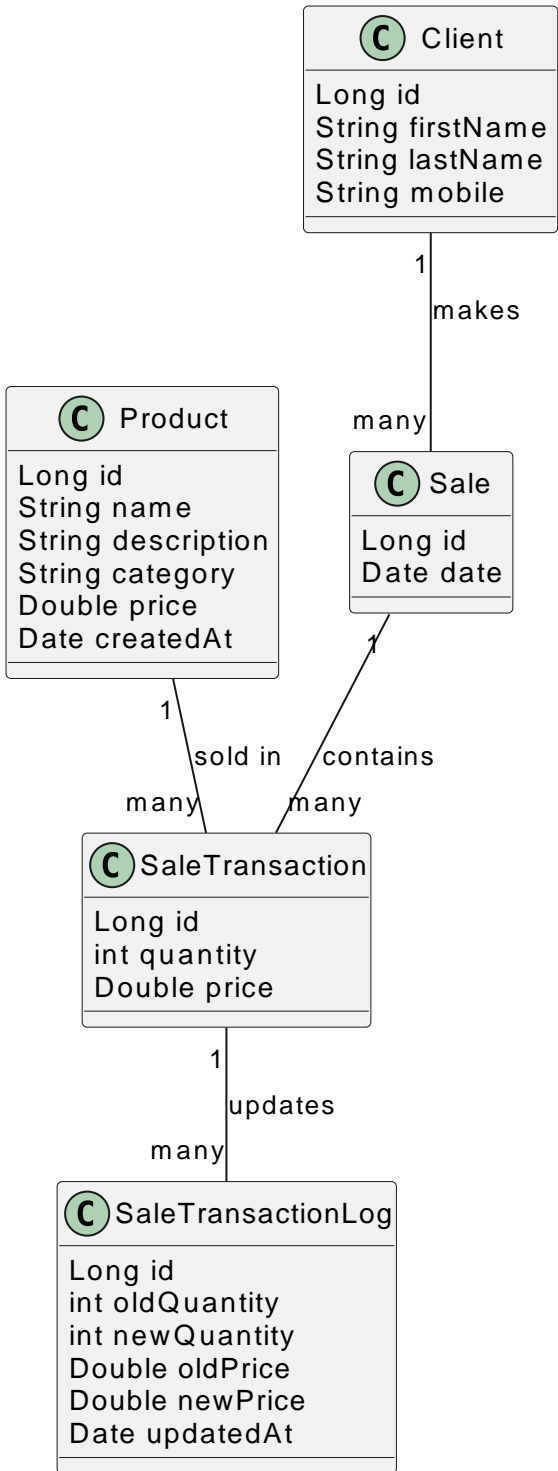 C Client
Long id
String firstName
String lastName
String mobile
1
makes
many
C Product
Long id
String name
String description
String category
Double price
Date createdAt
C Sale
Long id
Date date
1
1
sold in
contains
many
many
C SaleTransaction
Long id
int quantity
Double price
1
updates
many
C SaleTransactionLog
Long id
int oldQuantity
int newQuantity
Double oldPrice
Double newPrice
Date updatedAt